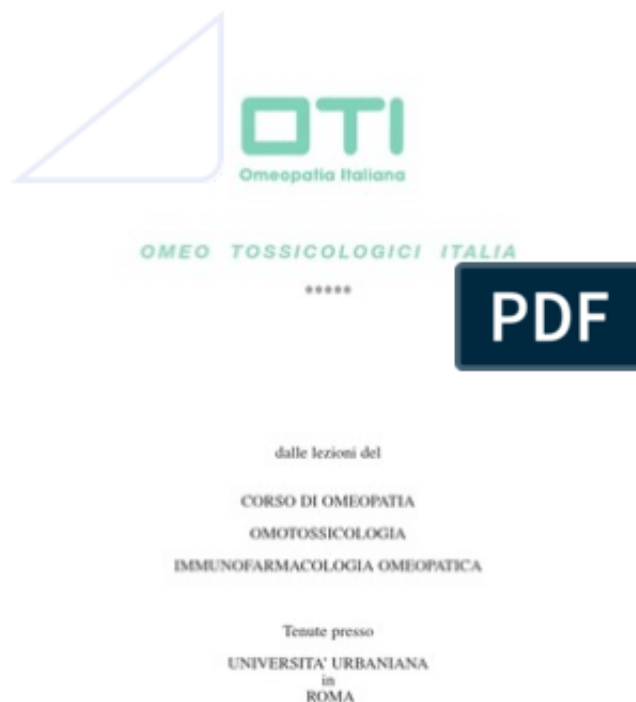 OTI
Omeopatia Italiana
OMEO TOSSICOLOGICI ITALIA
*****
PDF
dalle lezioni del
CORSO DI OMEOPATIA
OMOTOSSICOLOGIA
IMMUNOFARMACOLOGIA OMEOPATICA
Tenute presso
UNIVERSITA' URBANIANA
in
ROMA